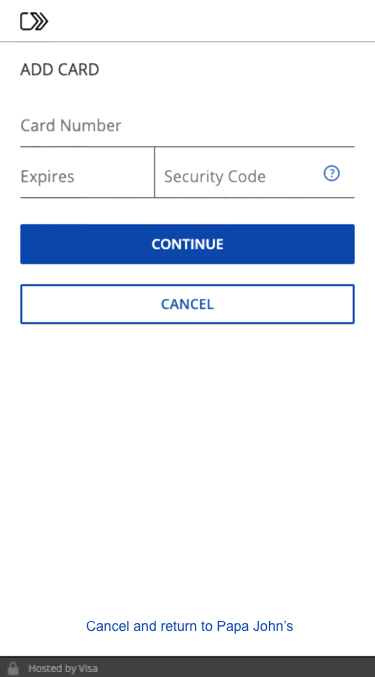 ADD CARD
Card Number
Expires
Security Code
?
CONTINUE
CANCEL
Cancel and return to Papa John's
Hosted by Visa